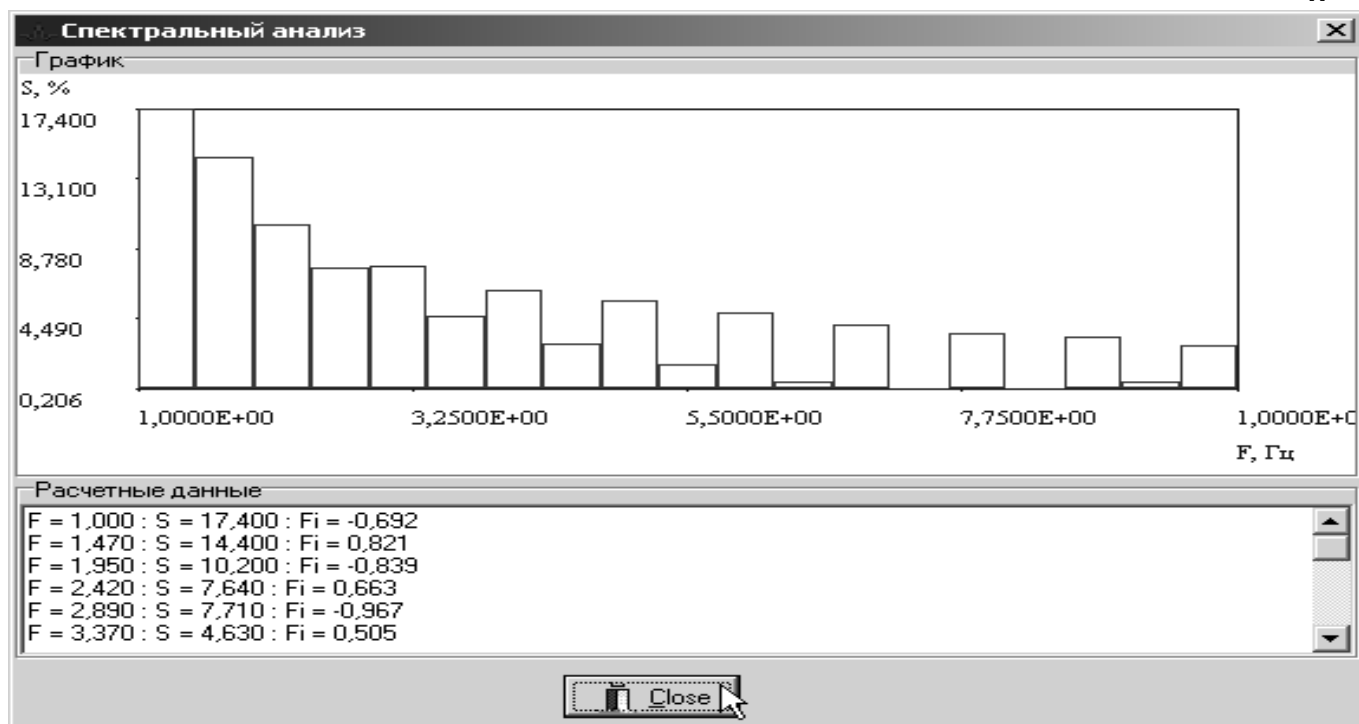 Спектральный анализ
График
S, %
17,400
13,100
8,780
4,490
0,206
1,0000E+00 3,2500E+00 5,5000E+00 7,7500E+00 1,0000E+0
F, Гц
Расчетные данные
F = 1,000 : S = 17,400 : Fi = -0,692
F = 1,470 : S = 14,400 : Fi = 0,821
F = 1,950 : S = 10,200 : Fi = -0,839
F = 2,420 : S = 7,640 : Fi = 0,663
F = 2,890 : S = 7,710 : Fi = -0,967
F = 3,370 : S = 4,630 : Fi = 0,505
Close